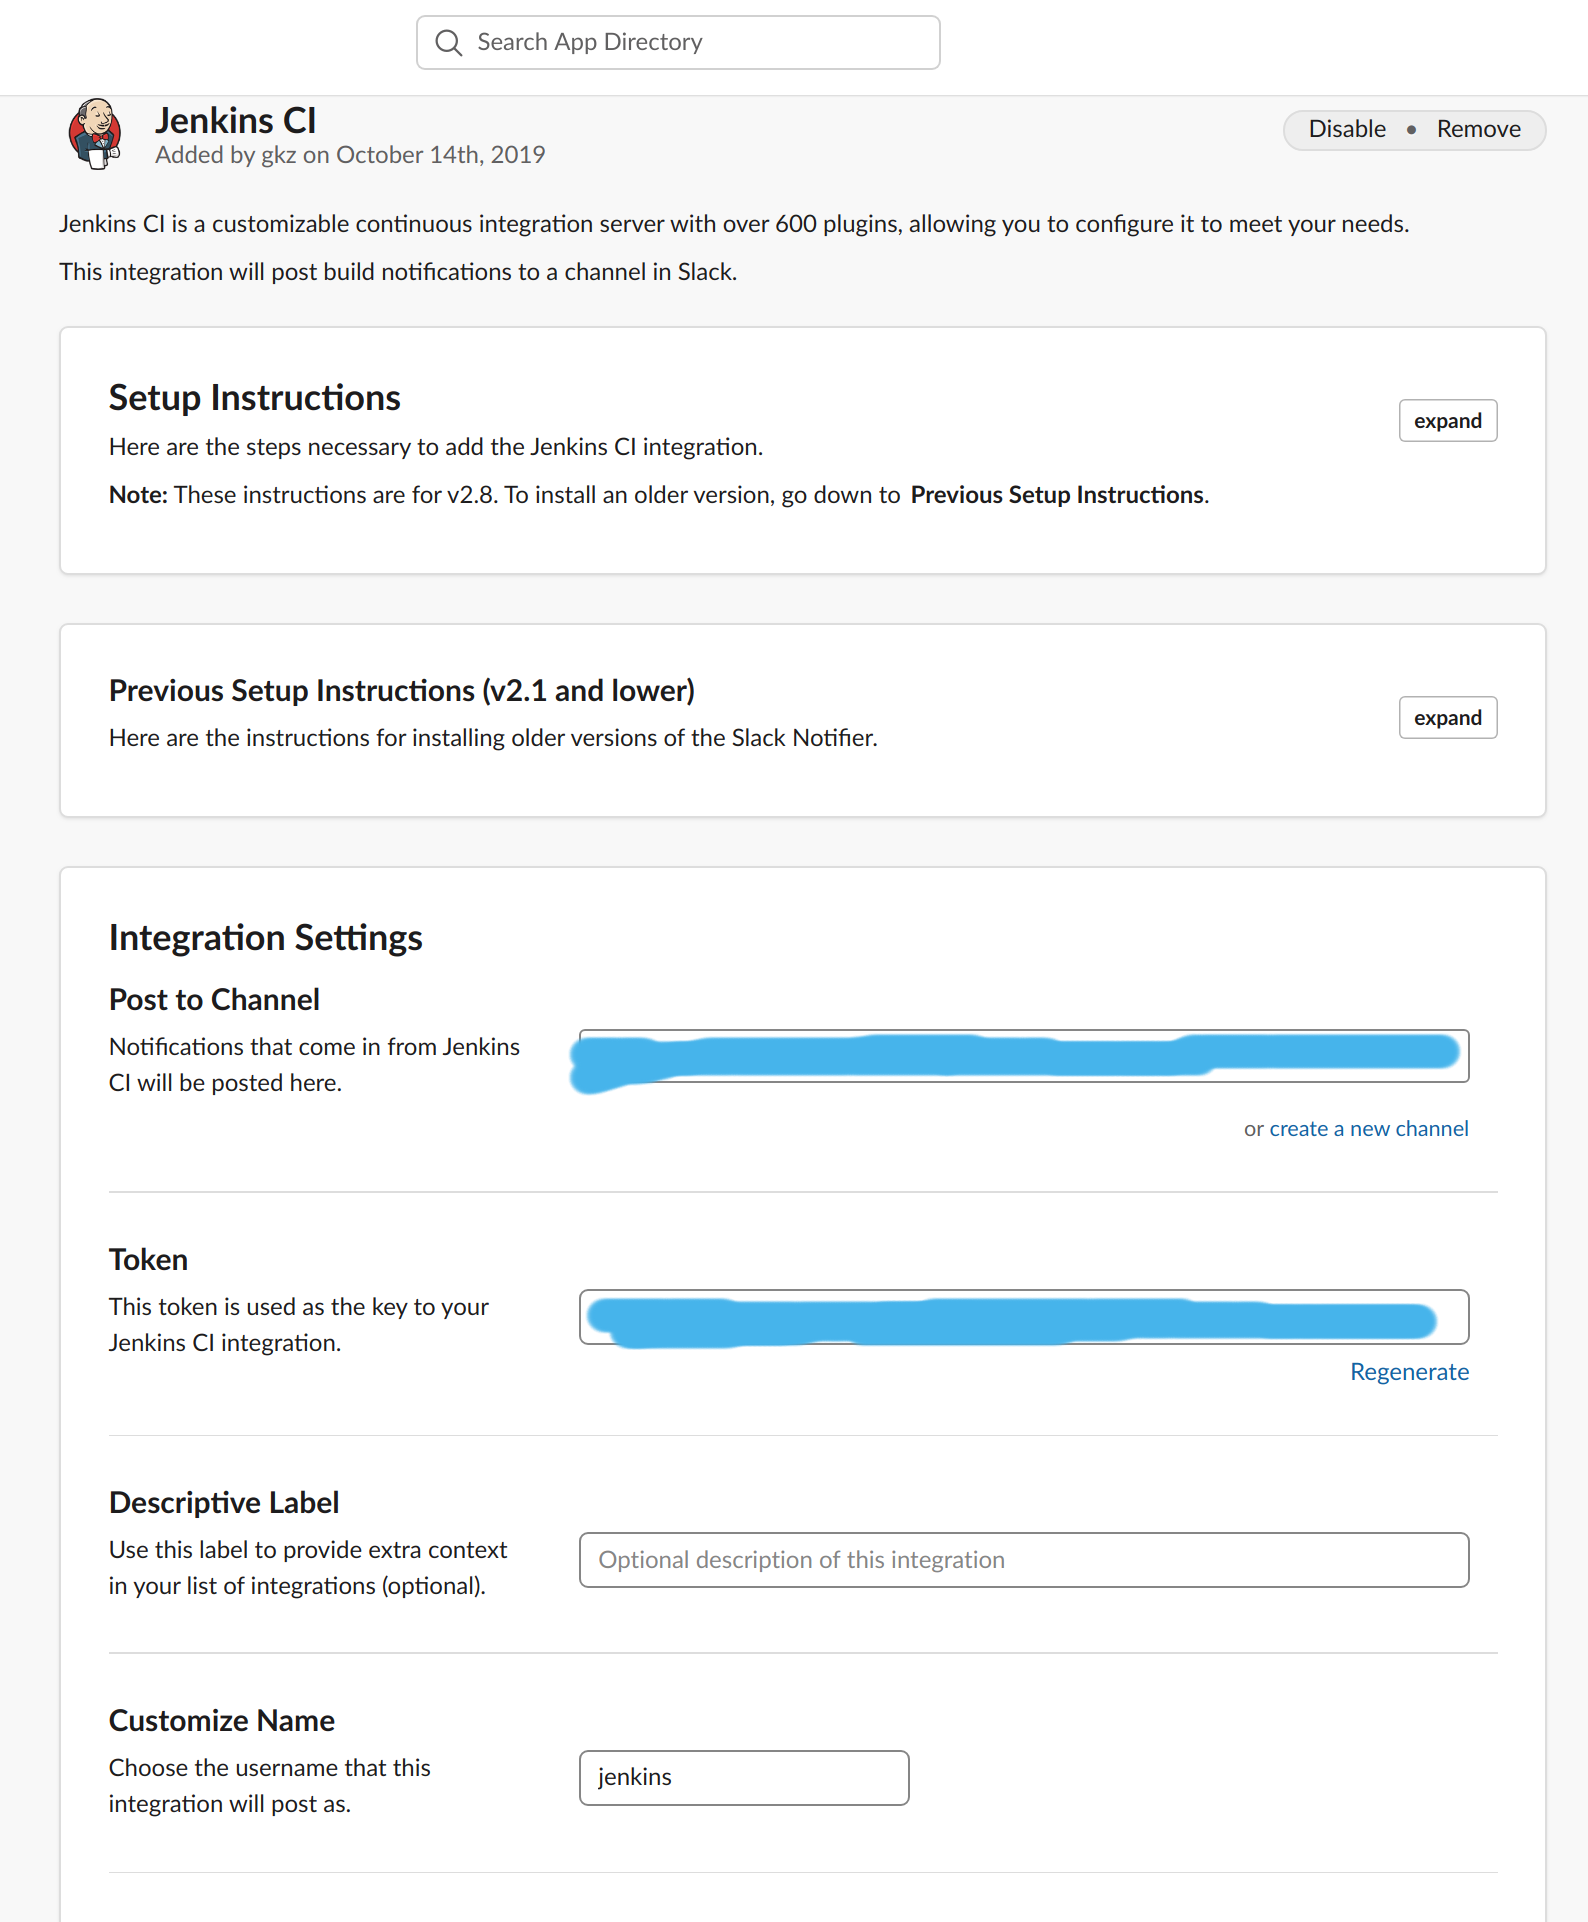 Search App Directory
Jenkins CI
Added by gkz on October 14th, 2019
Disable • Remove
Jenkins CI is a customizable continuous integration server with over 600 plugins, allowing you to configure it to meet your needs.
This integration will post build notifications to a channel in Slack.
Setup Instructions
expand
Here are the steps necessary to add the Jenkins CI integration.
Note: These instructions are for v2.8. To install an older version, go down to Previous Setup Instructions.
Previous Setup Instructions (v2.1 and lower)
expand
Here are the instructions for installing older versions of the Slack Notifier.
Integration Settings
Post to Channel
Notifications that come in from Jenkins
CI will be posted here.
or create a new channel
Token
This token is used as the key to your
Jenkins CI integration.
Regenerate
Descriptive Label
Use this label to provide extra context
in your list of integrations (optional).
Optional description of this integration
Customize Name
Choose the username that this
integration will post as.
jenkins